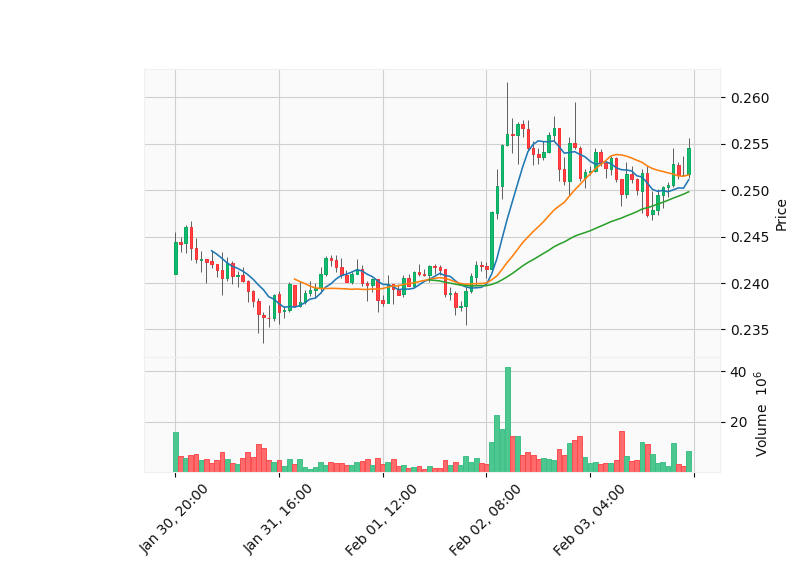 0.260
0.255
0.250
0.245
0.240
0.235
Price
40
20
Volume 10^6
Jan 30, 20:00
Jan 31, 16:00
Feb 01, 12:00
Feb 02, 08:00
Feb 03, 04:00